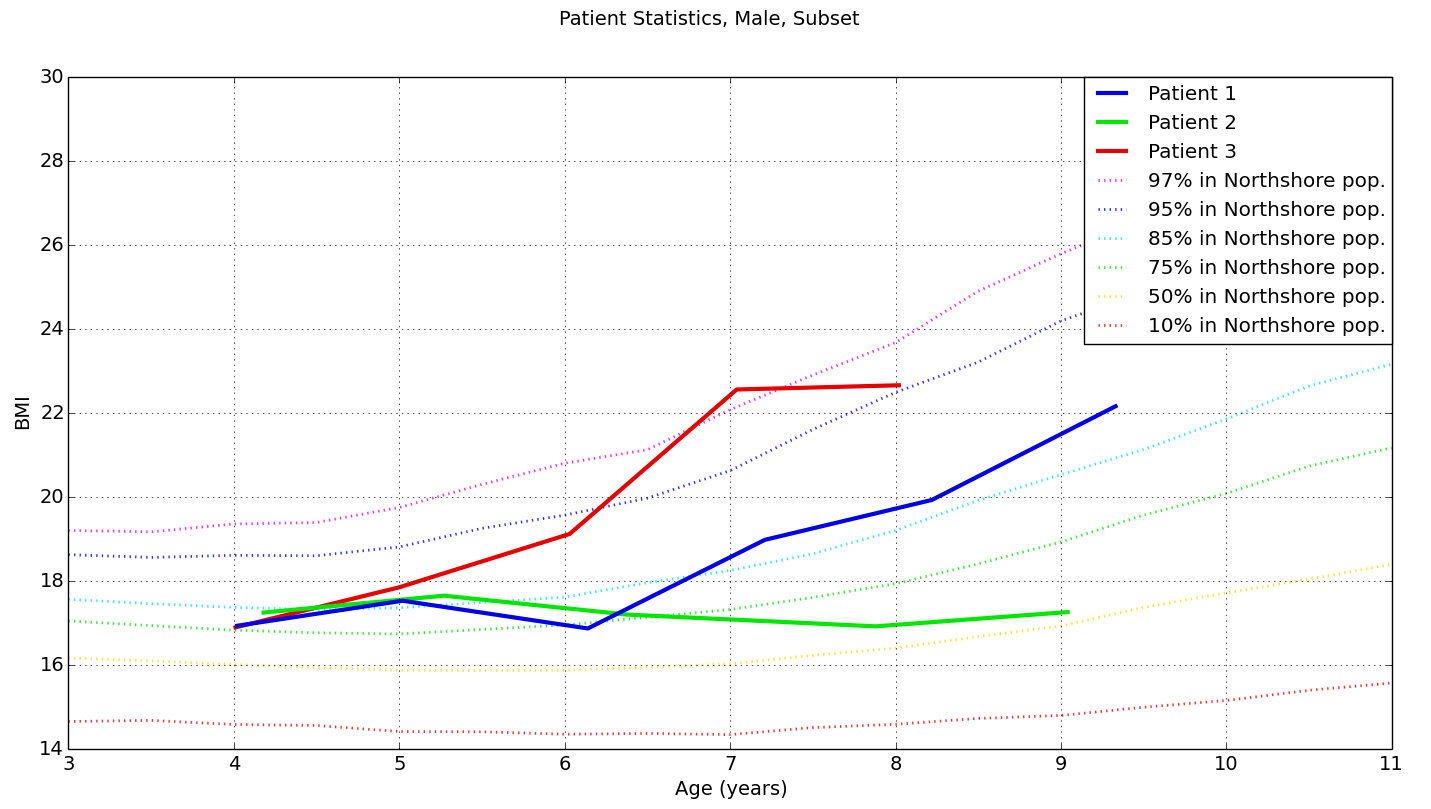 Patient Statistics, Male, Subset
30
28
26
24
22
20
18
16
14
BMI
Patient 1
Patient 2
Patient 3
97% in Northshore pop.
95% in Northshore pop.
85% in Northshore pop.
75% in Northshore pop.
50% in Northshore pop.
10% in Northshore pop.
3 4 5 6 7 8 9 10 11
Age (years)